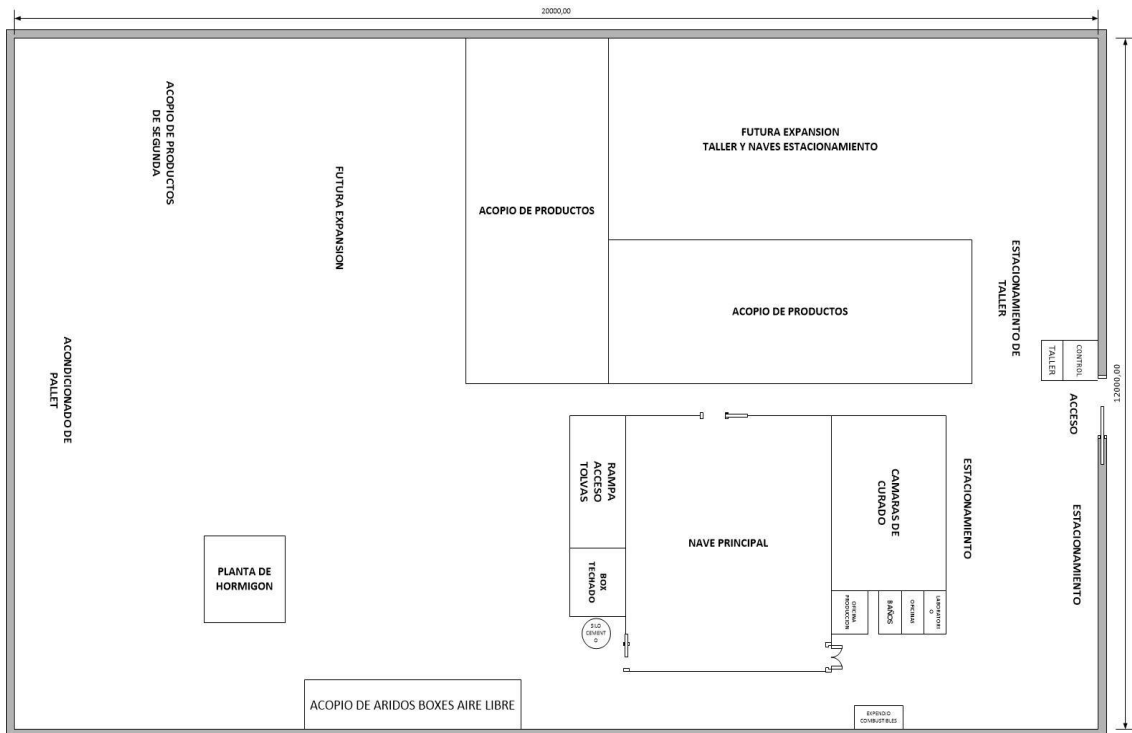 20000,00
ACOPIO DE PRODUCTOS
DE SEGUNDA
FUTURA EXPANSION
TALLER Y NAVES ESTACIONAMIENTO
FUTURA EXPANSION
ACOPIO DE PRODUCTOS
ESTACIONAMIENTO DE
TALLER
ACOPIO DE PRODUCTOS
ACONDICIONADO DE
PALLET
TALLER
CONTROL
12000,00
ACCESO
RAMPA
ACCESO
TOLVAS
CAMARAS DE
CURADO
ESTACIONAMIENTO
ESTACIONAMIENTO
NAVE PRINCIPAL
PLANTA DE
HORMIGON
BOX
TECHADO
OFICINA
PRODUCCION
BAÑOS
OFICINAS
LABORATORI
O
SILO
CEMENT
O
ACOPIO DE ARIDOS BOXES AIRE LIBRE
EXPENDIO
COMBUSTIBLES